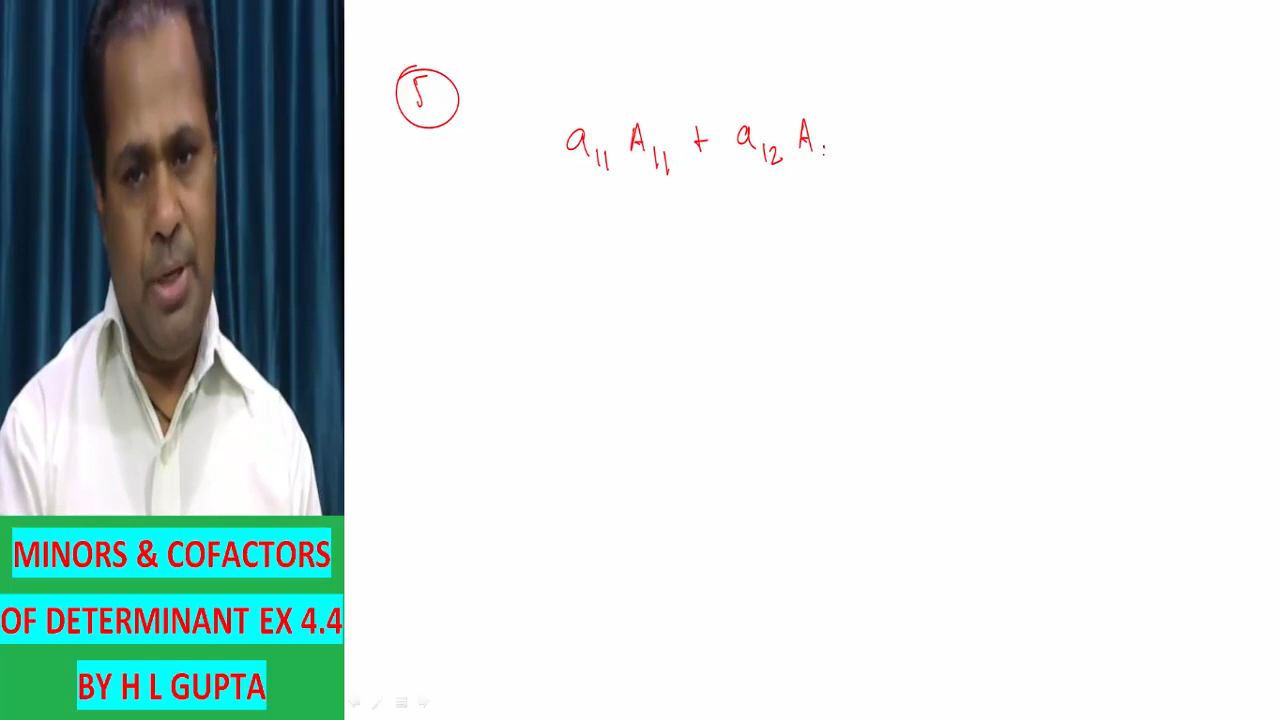 5
a₁₁ A₁₁ + a₁₂ A
MINORS & COFACTORS
OF DETERMINANT EX 4.4
BY H L GUPTA